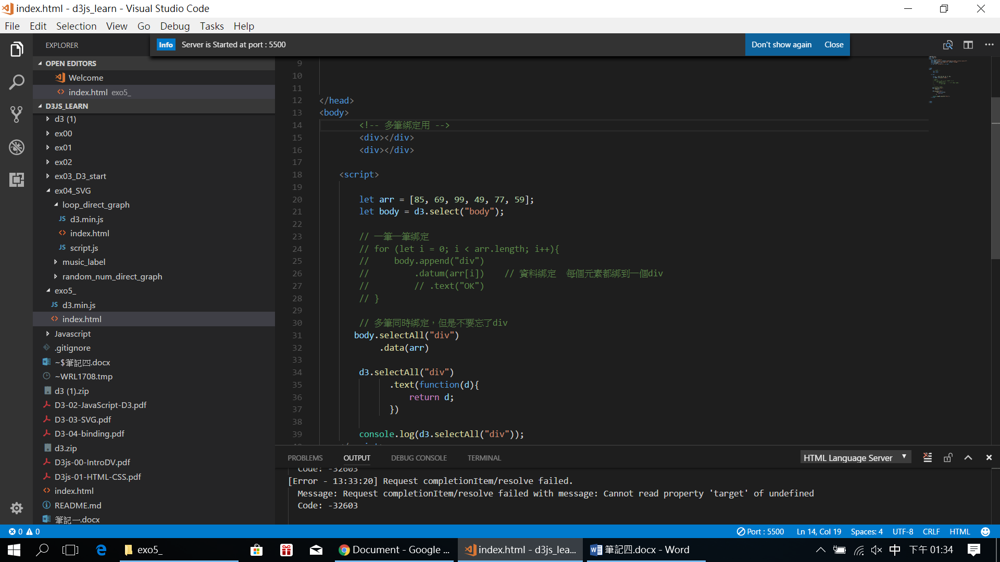 index.html - d3js_learn - Visual Studio Code
File Edit Selection View Go Debug Tasks Help
EXPLORER
Info Server is Started at port : 5500 Don't show again Close
OPEN EDITORS
Welcome
index.html exo5_
D3JS_LEARN
d3 (1)
ex00
ex01
ex02
ex03_D3_start
ex04_SVG
loop_direct_graph
JS d3.min.js
<> index.html
JS script.js
music_label
random_num_direct_graph
exo5_
JS d3.min.js
<> index.html
Javascript
.gitignore
~$筆記四.docx
~WRL1708.tmp
d3 (1).zip
D3-02-JavaScript-D3.pdf
D3-03-SVG.pdf
D3-04-binding.pdf
d3.zip
D3js-00-IntroDV.pdf
D3js-01-HTML-CSS.pdf
<> index.html
README.md
筆記一.docx
9
10
11
12 </head>
13 <body>
14 <!-- 多筆綁定用 -->
15 <div></div>
16 <div></div>
17
18 <script>
19
20 let arr = [85, 69, 99, 49, 77, 59];
21 let body = d3.select("body");
22
23 // 一筆一筆綁定
24 // for (let i = 0; i < arr.length; i++){
25 // body.append("div")
26 // .datum(arr[i]) // 資料綁定 每個元素都綁到一個div
27 // // .text("OK")
28 // }
29
30 // 多筆同時綁定，但是不要忘了div
31 body.selectAll("div")
32 .data(arr)
33
34 d3.selectAll("div")
35 .text(function(d){
36 return d;
37 })
38
39 console.log(d3.selectAll("div"));
PROBLEMS OUTPUT DEBUG CONSOLE TERMINAL HTML Language Server
Code: -32603
[Error - 13:33:20] Request completionItem/resolve failed.
Message: Request completionItem/resolve failed with message: Cannot read property 'target' of undefined
Code: -32603
0 0 Port : 5500 Ln 14, Col 19 Spaces: 4 UTF-8 CRLF HTML
exo5_ Document - Google ... index.html - d3js_lea... 筆記四.docx - Word 中 下午 01:34